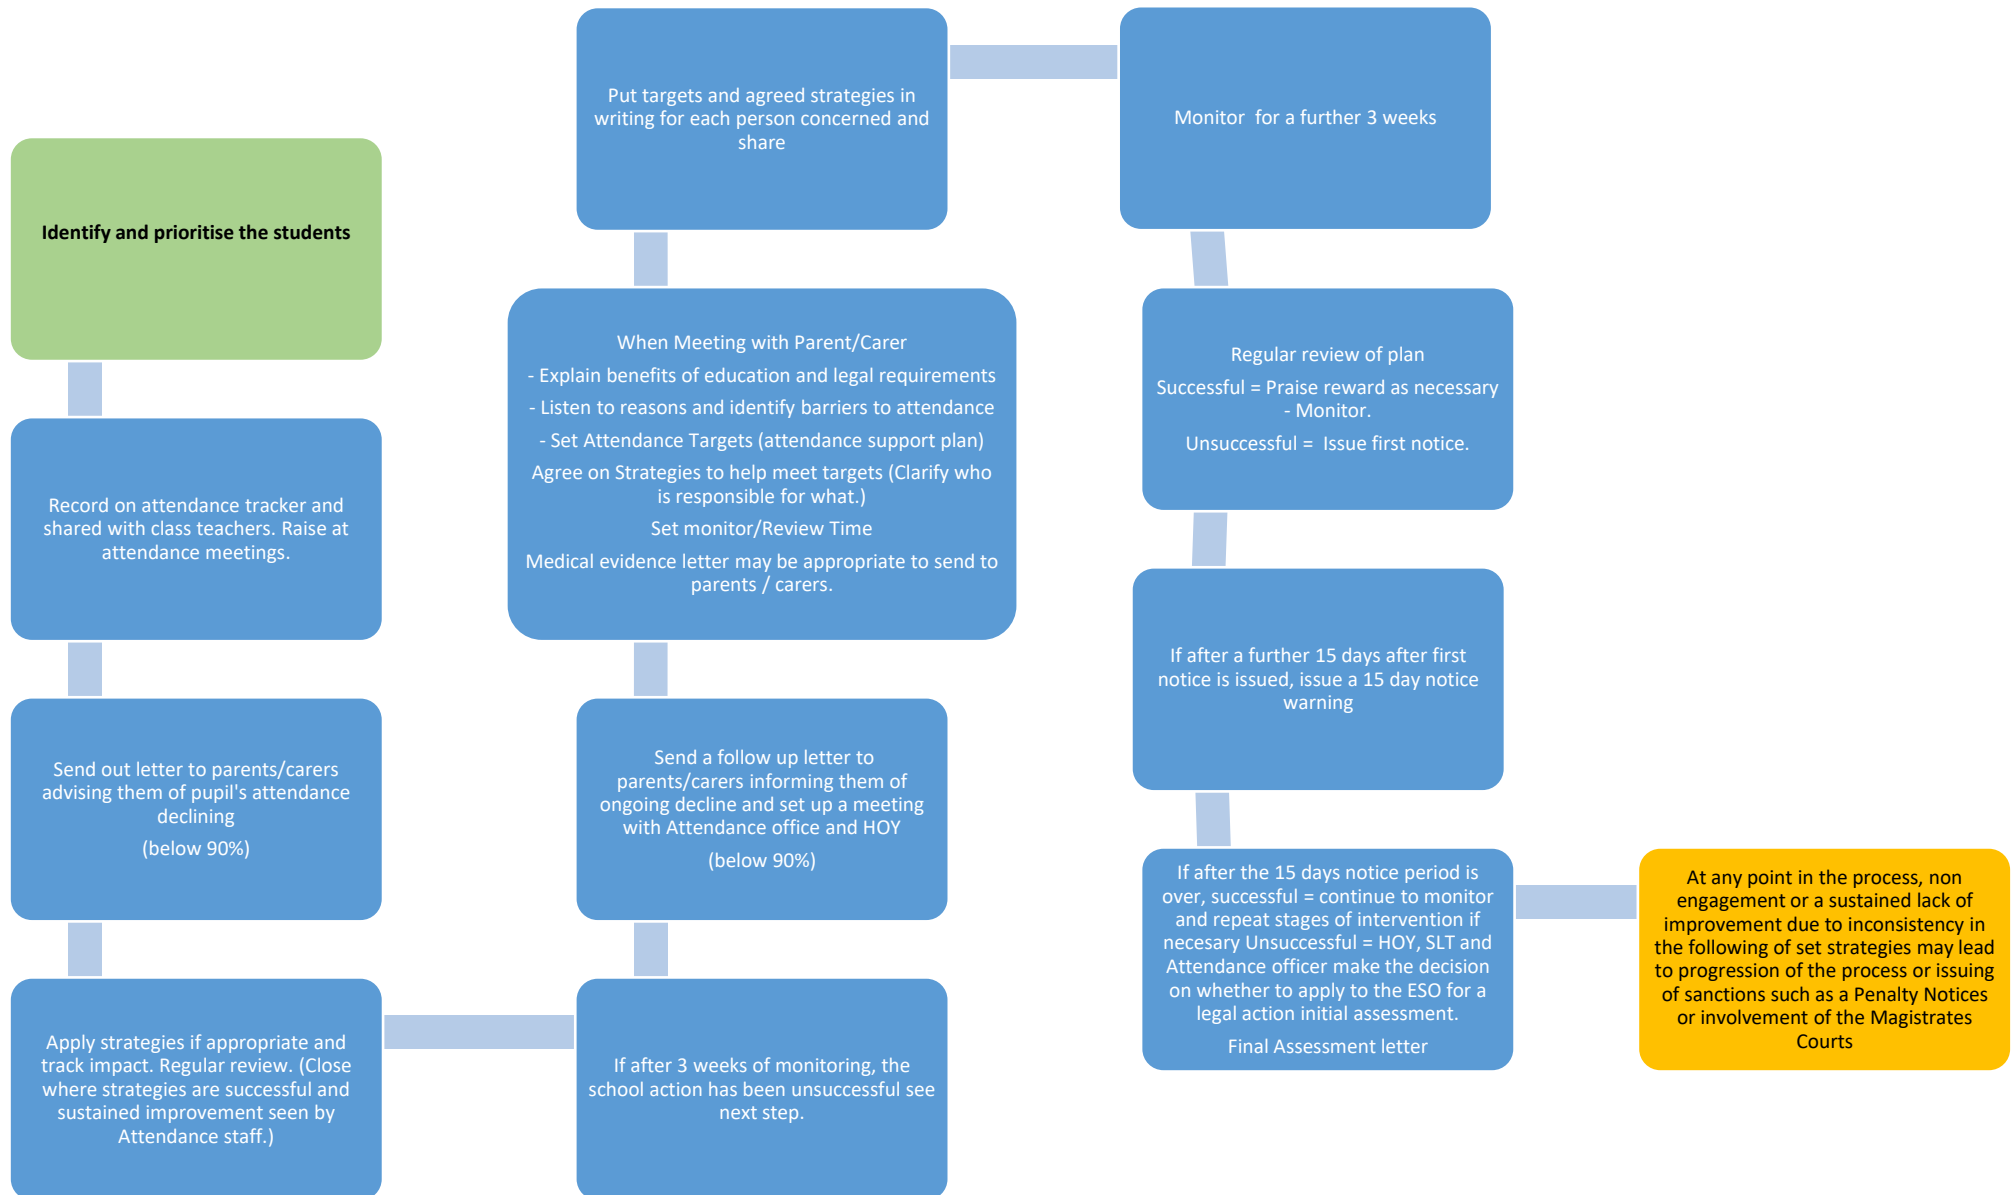 Identify and prioritise the students
Record on attendance tracker and
shared with class teachers. Raise at
attendance meetings.
Send out letter to parents/carers
advising them of pupil's attendance
declining
(below 90%)
Apply strategies if appropriate and
track impact. Regular review. (Close
where strategies are successful and
sustained improvement seen by
Attendance staff.)
If after 3 weeks of monitoring, the
school action has been unsuccessful see
next step.
Send a follow up letter to
parents/carers informing them of
ongoing decline and set up a meeting
with Attendance office and HOY
(below 90%)
When Meeting with Parent/Carer
- Explain benefits of education and legal requirements
- Listen to reasons and identify barriers to attendance
- Set Attendance Targets (attendance support plan)
Agree on Strategies to help meet targets (Clarify who
is responsible for what.)
Set monitor/Review Time
Medical evidence letter may be appropriate to send to
parents / carers.
Put targets and agreed strategies in
writing for each person concerned and
share
Monitor  for a further 3 weeks
Regular review of plan
Successful = Praise reward as necessary
- Monitor.
Unsuccessful =  Issue first notice.
If after a further 15 days after first
notice is issued, issue a 15 day notice
warning
If after the 15 days notice period is
over, successful = continue to monitor
and repeat stages of intervention if
necesary Unsuccessful = HOY, SLT and
Attendance officer make the decision
on whether to apply to the ESO for a
legal action initial assessment.
Final Assessment letter
At any point in the process, non
engagement or a sustained lack of
improvement due to inconsistency in
the following of set strategies may lead
to progression of the process or issuing
of sanctions such as a Penalty Notices
or involvement of the Magistrates
Courts